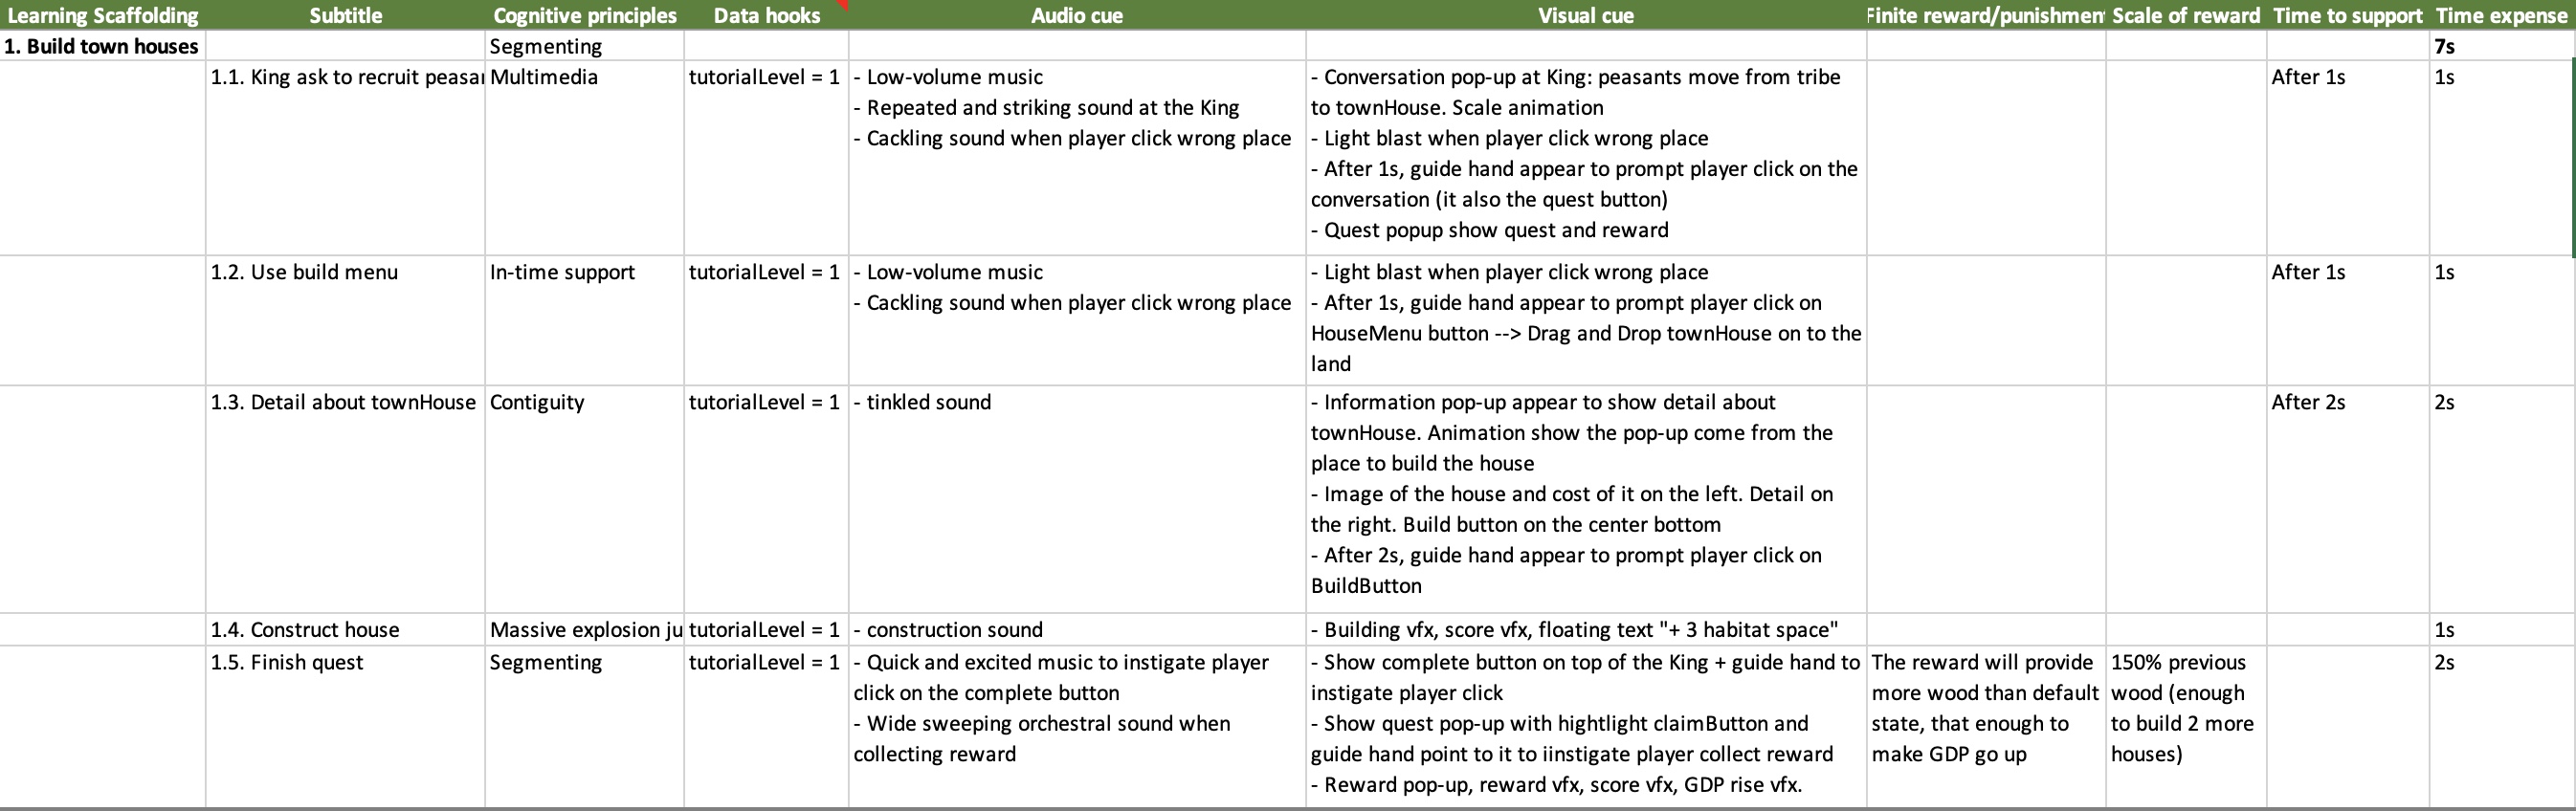 Learning Scaffolding Subtitle Cognitive principles Data hooks Audio cue Visual cue Finite reward/punishment Scale of reward Time to support Time expense
1. Build town houses Segmenting 7s
1.1. King ask to recruit peasa Multimedia tutorialLevel = 1
- Low-volume music
- Repeated and striking sound at the King
- Cackling sound when player click wrong place
- Conversation pop-up at King: peasants move from tribe
to townHouse. Scale animation
- Light blast when player click wrong place
- After 1s, guide hand appear to prompt player click on the
conversation (it also the quest button)
- Quest popup show quest and reward
After 1s 1s
1.2. Use build menu In-time support tutorialLevel = 1
- Low-volume music
- Cackling sound when player click wrong place
- Light blast when player click wrong place
- After 1s, guide hand appear to prompt player click on
HouseMenu button --> Drag and Drop townHouse on to the
land
After 1s 1s
1.3. Detail about townHouse Contiguity tutorialLevel = 1
- tinkled sound
- Information pop-up appear to show detail about
townHouse. Animation show the pop-up come from the
place to build the house
- Image of the house and cost of it on the left. Detail on
the right. Build button on the center bottom
- After 2s, guide hand appear to prompt player click on
BuildButton
After 2s 2s
1.4. Construct house Massive explosion ju tutorialLevel = 1
- construction sound
- Building vfx, score vfx, floating text "+ 3 habitat space"
1s
1.5. Finish quest Segmenting tutorialLevel = 1
- Quick and excited music to instigate player
click on the complete button
- Wide sweeping orchestral sound when
collecting reward
- Show complete button on top of the King + guide hand to
instigate player click
- Show quest pop-up with hightlight claimButton and
guide hand point to it to iinstigate player collect reward
- Reward pop-up, reward vfx, score vfx, GDP rise vfx.
The reward will provide
more wood than default
state, that enough to
make GDP go up
150% previous
wood (enough
to build 2 more
houses)
2s